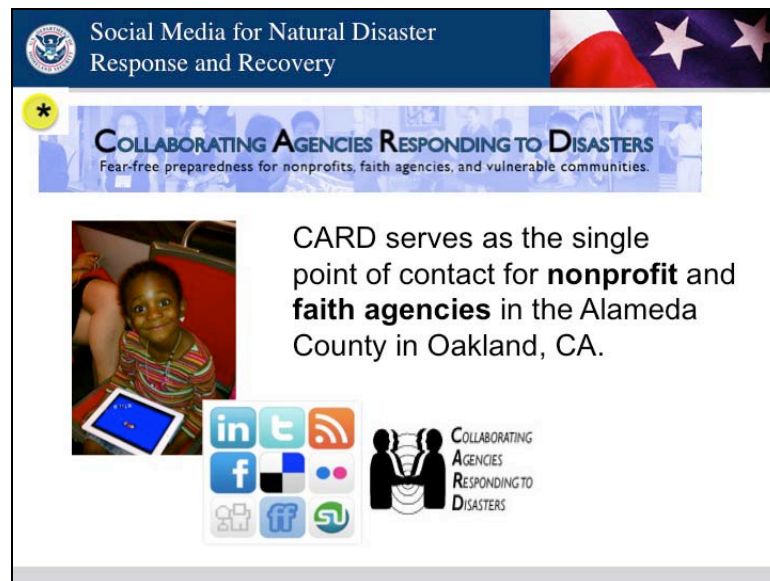 Social Media for Natural Disaster
Response and Recovery
*
COLLABORATING AGENCIES RESPONDING TO DISASTERS
Fear-free preparedness for nonprofits, faith agencies, and vulnerable communities.
CARD serves as the single
point of contact for nonprofit and
faith agencies in the Alameda
County in Oakland, CA.
in t
f
ff
COLLABORATING
AGENCIES
RESPONDING TO
DISASTERS